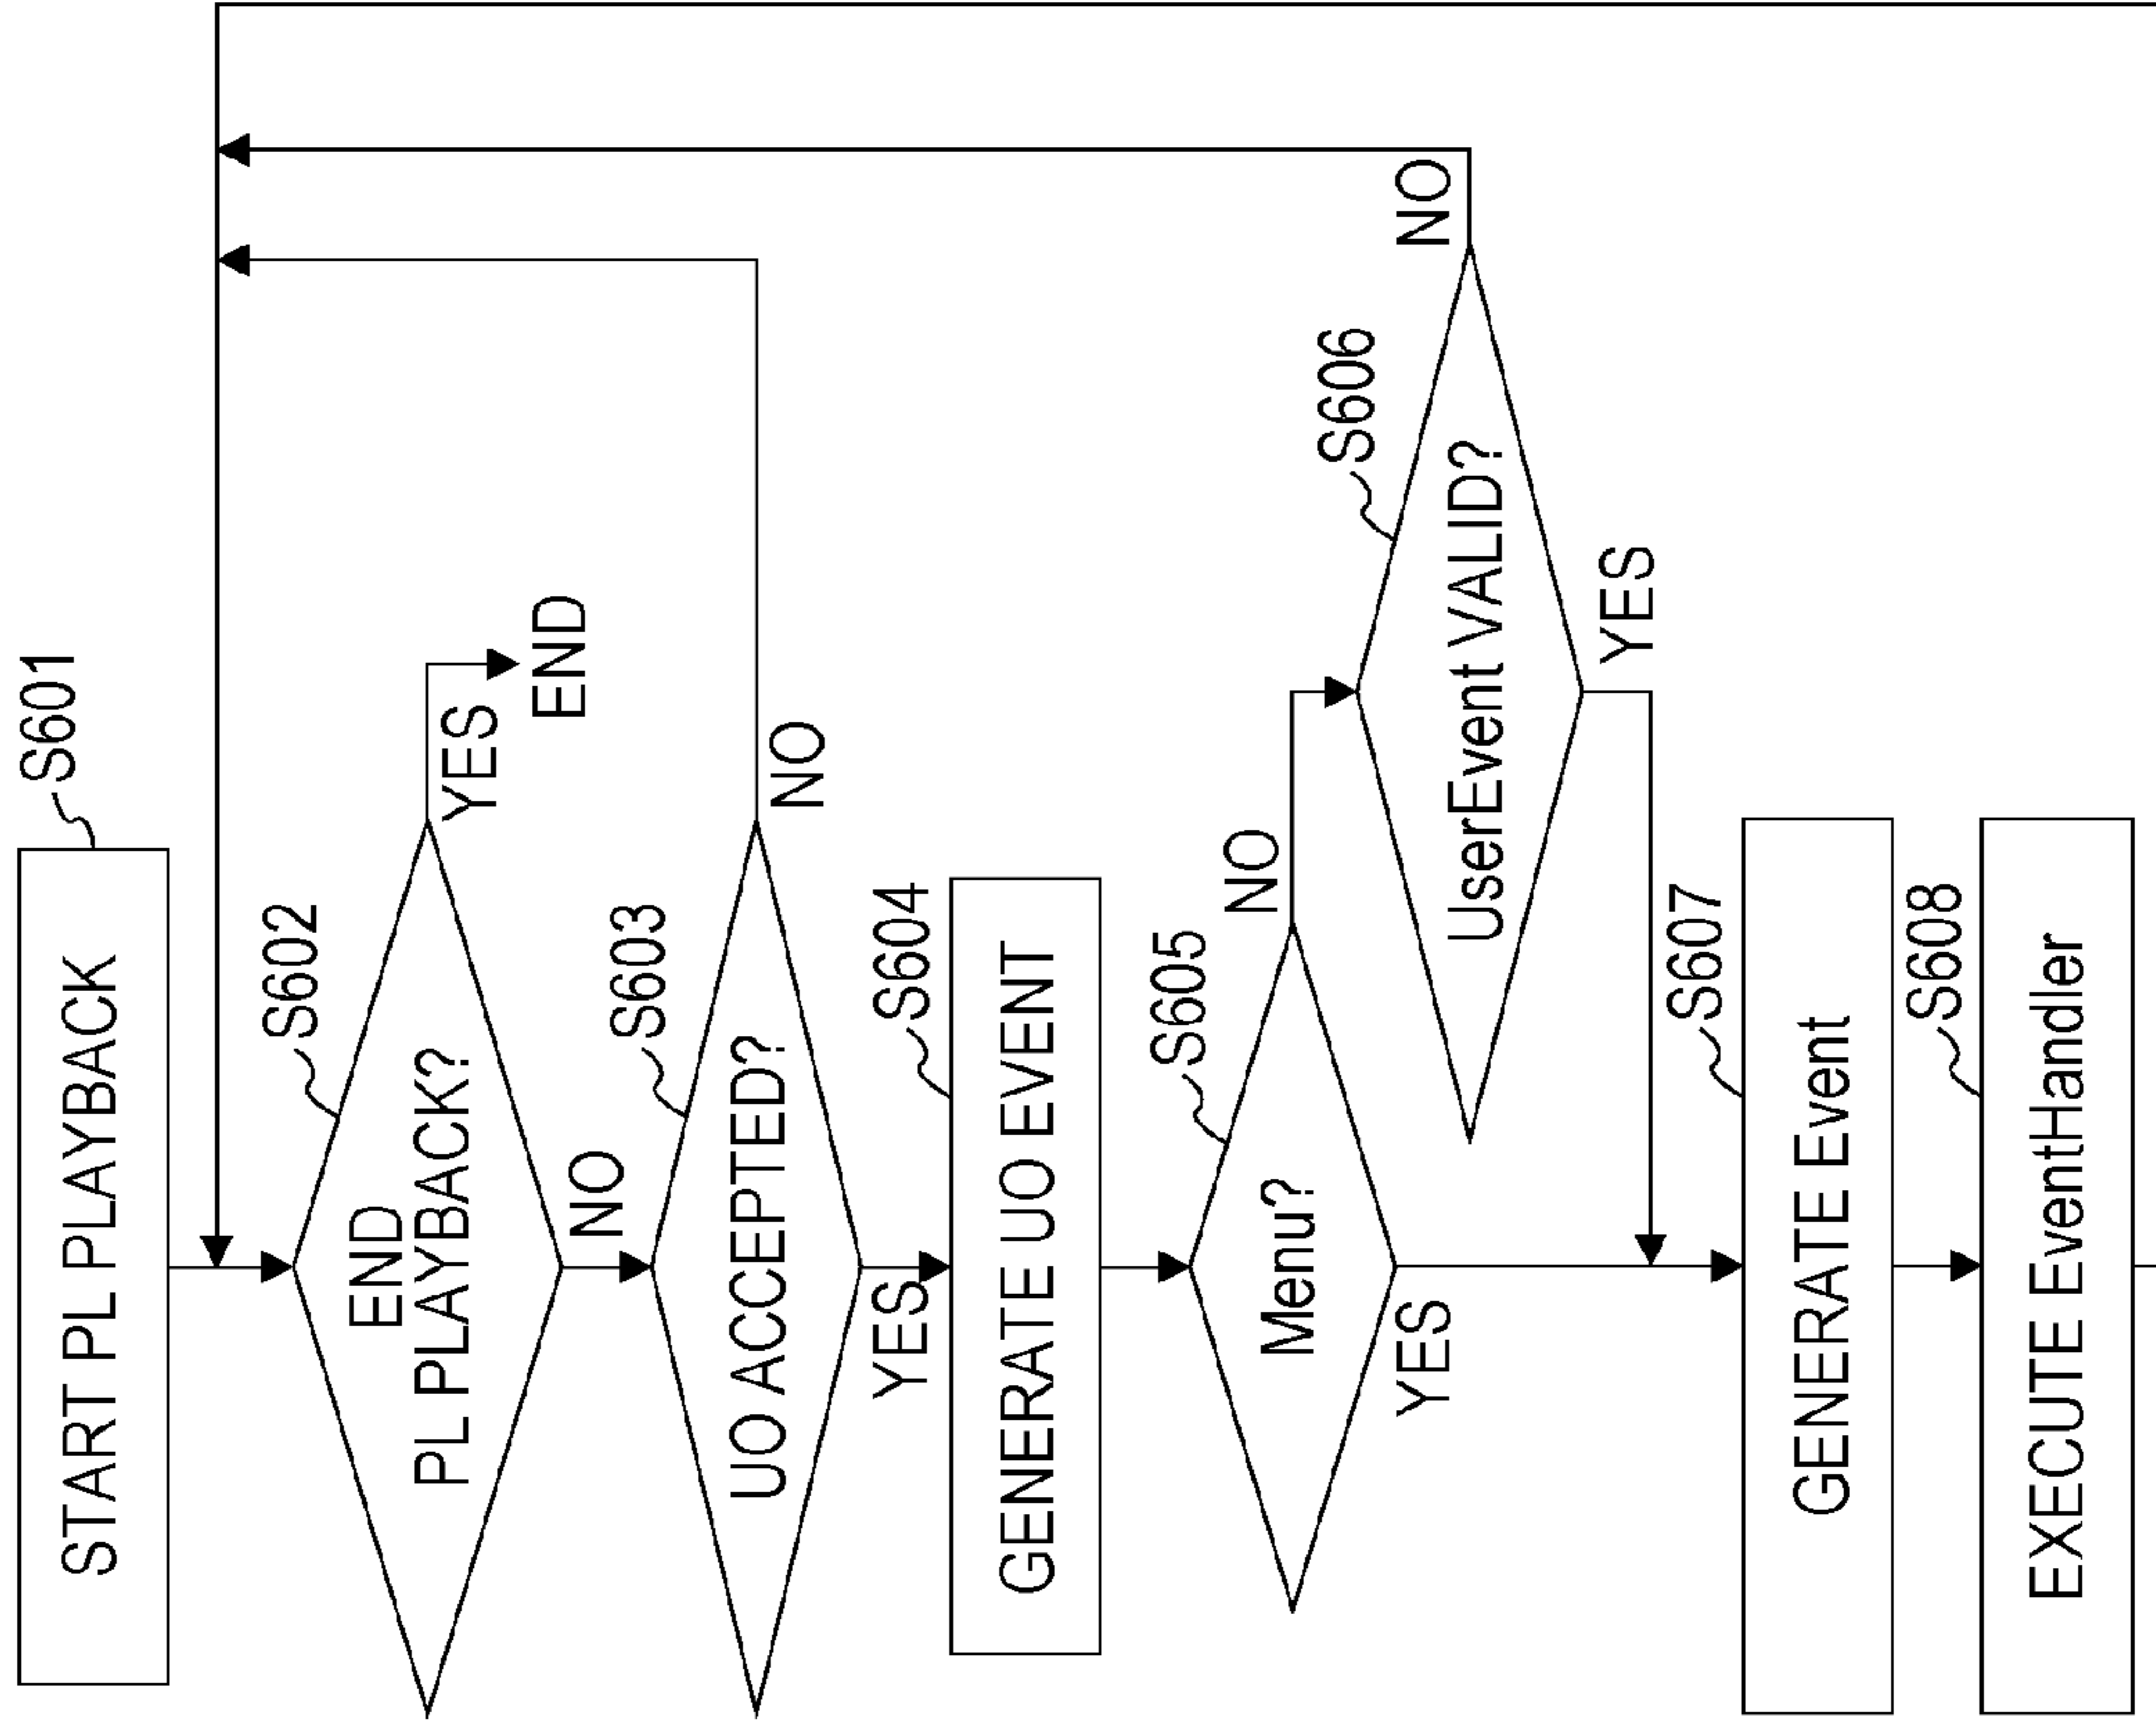 START PL PLAYBACK
S601
S602
END
PL PLAYBACK?
YES
END
NO
S603
UO ACCEPTED?
NO
YES
S604
GENERATE UO EVENT
S605
Menu?
NO
YES
S606
UserEvent VALID?
NO
YES
S607
GENERATE Event
S608
EXECUTE EventHandler